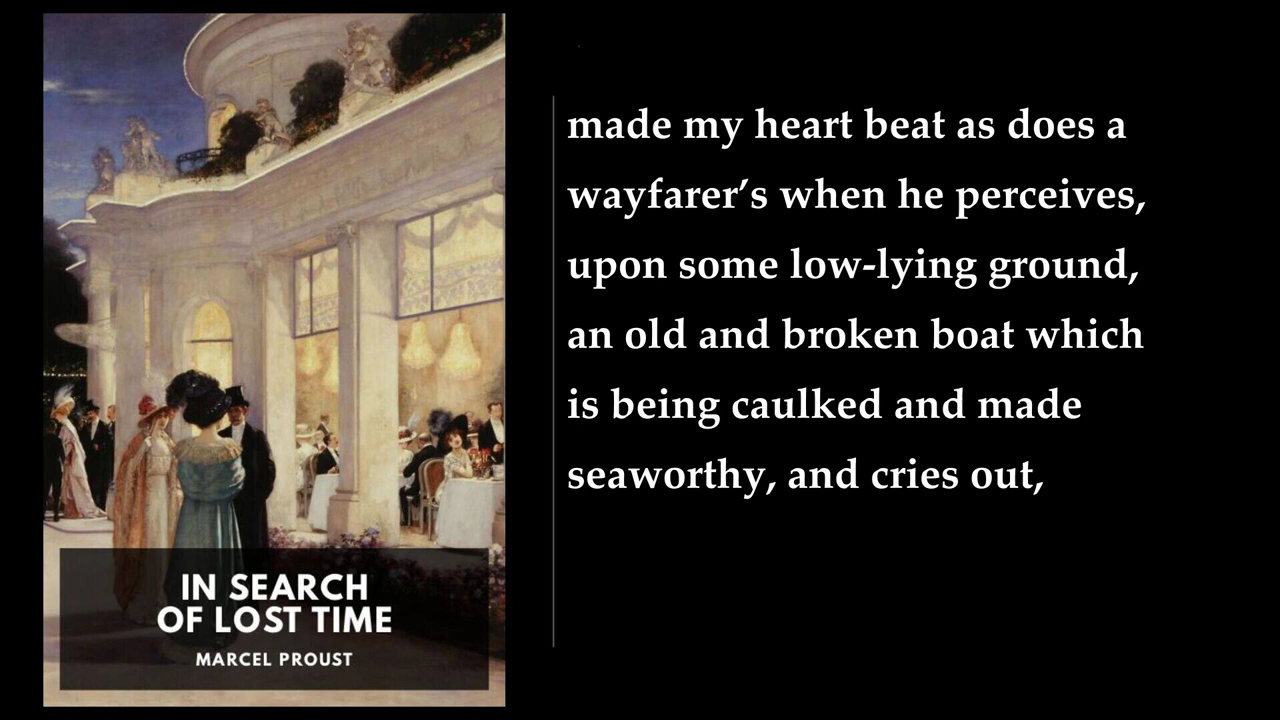 IN SEARCH
OF LOST TIME
MARCEL PROUST
made my heart beat as does a
wayfarer’s when he perceives,
upon some low-lying ground,
an old and broken boat which
is being caulked and made
seaworthy, and cries out,